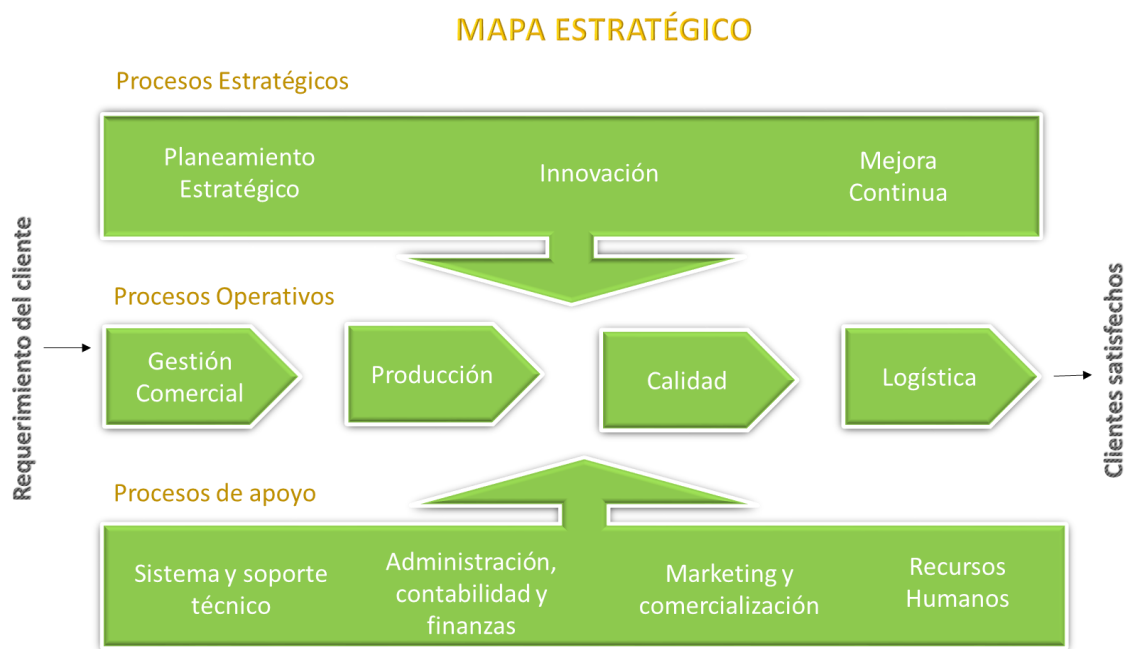 MAPA ESTRATÉGICO
Procesos Estratégicos
Planeamiento
Estratégico
Innovación
Mejora
Continua
Requerimiento del cliente
Procesos Operativos
Gestión
Comercial
Producción
Calidad
Logística
Clientes satisfechos
Procesos de apoyo
Sistema y soporte
técnico
Administración,
contabilidad y
finanzas
Marketing y
comercialización
Recursos
Humanos